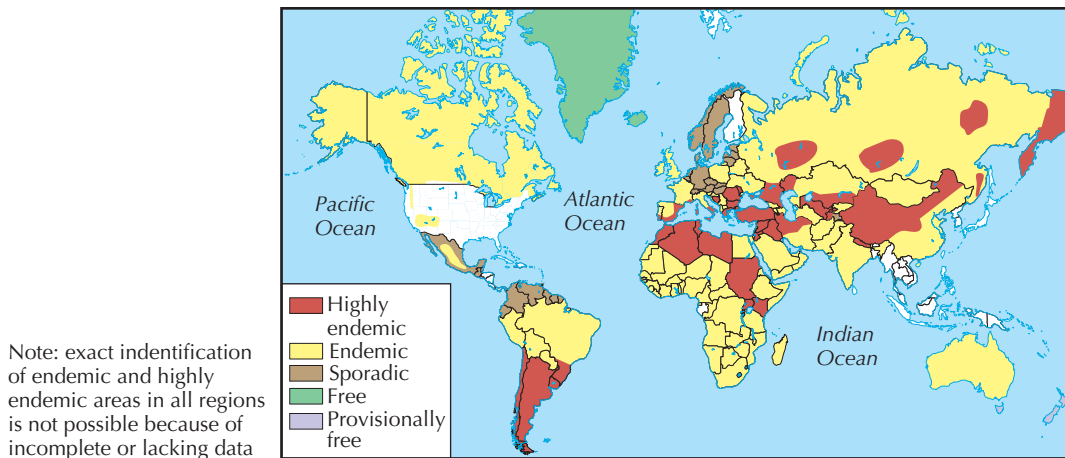 Pacific
Ocean
Atlantic
Ocean
Indian
Ocean
Highly
endemic
Endemic
Sporadic
Free
Provisionally
free
Note: exact indentification
of endemic and highly
endemic areas in all regions
is not possible because of
incomplete or lacking data